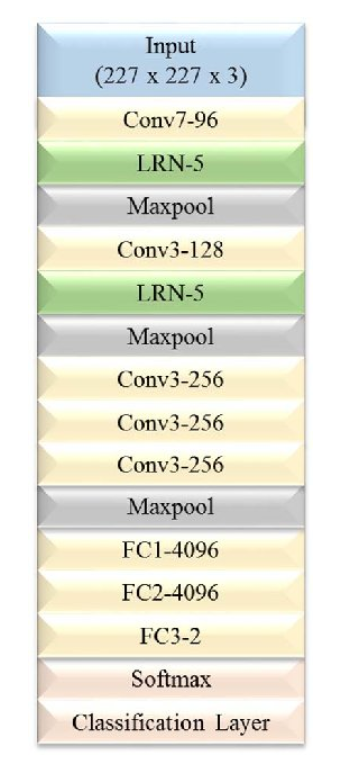 Input
(227 x 227 x 3)
Conv7-96
LRN-5
Maxpool
Conv3-128
LRN-5
Maxpool
Conv3-256
Conv3-256
Conv3-256
Maxpool
FC1-4096
FC2-4096
FC3-2
Softmax
Classification Layer